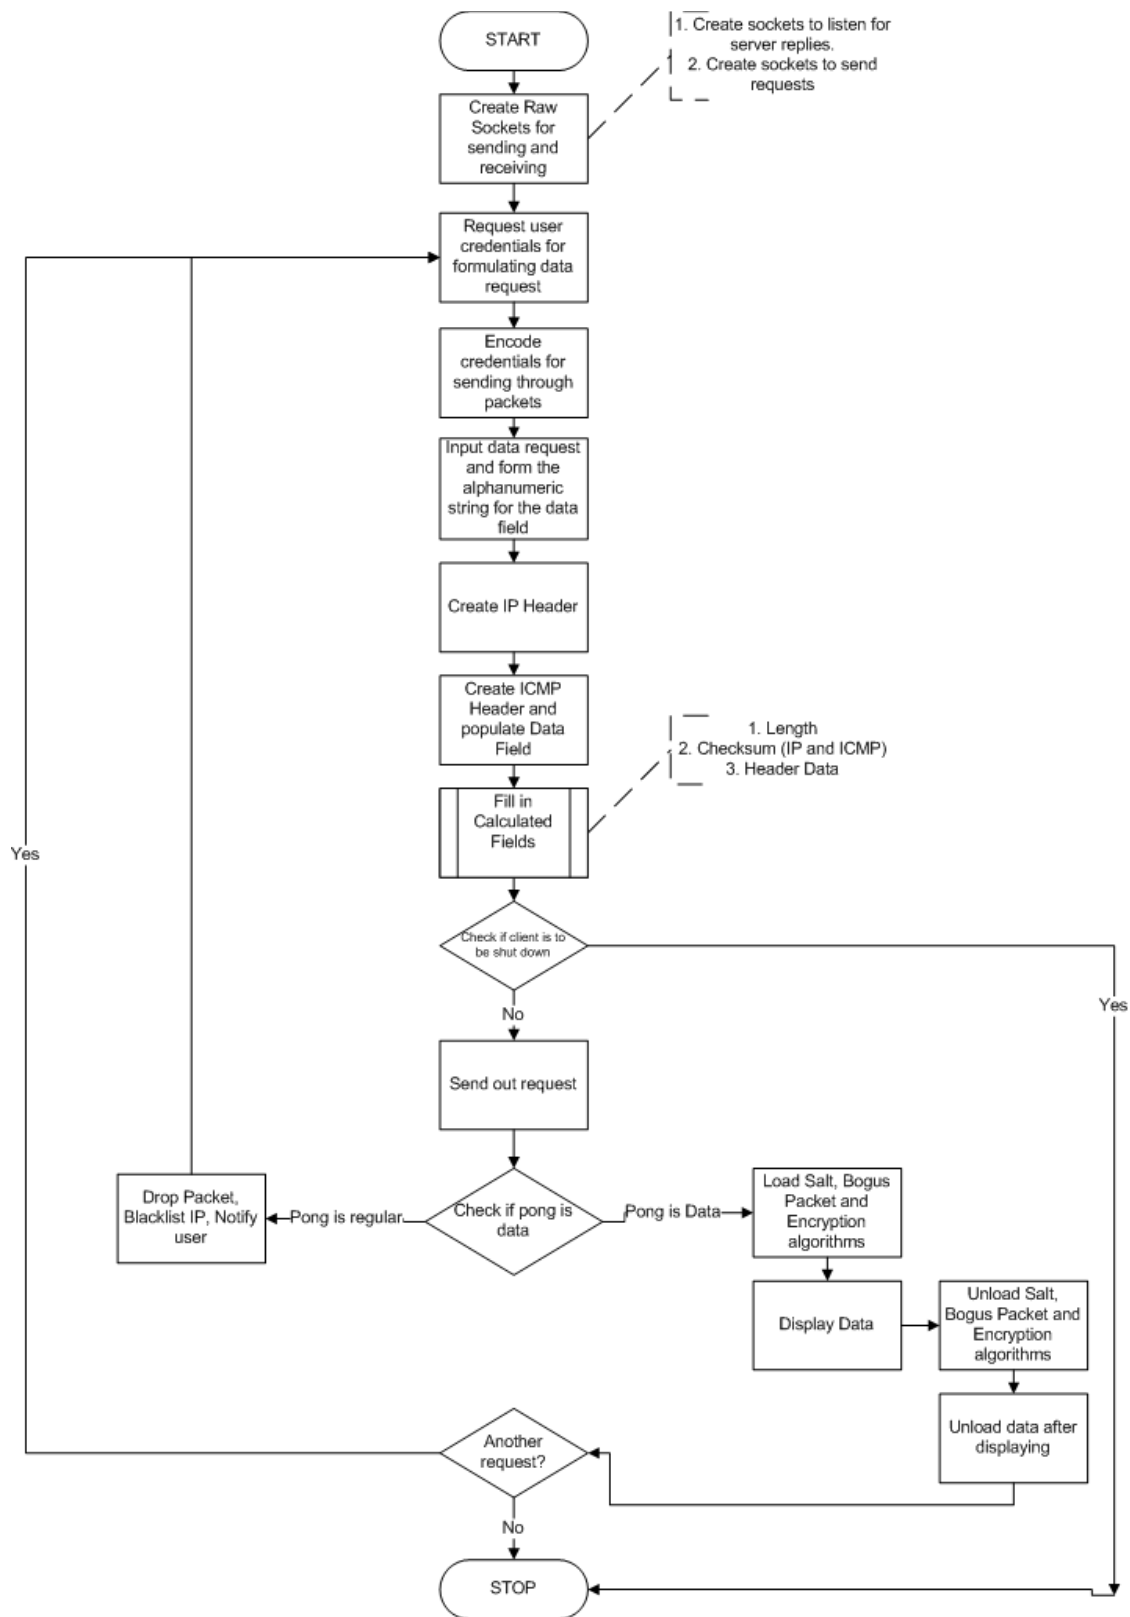 START
1. Create sockets to listen for
server replies.
2. Create sockets to send
requests
Create Raw
Sockets for
sending and
receiving
Request user
credentials for
formulating data
request
Encode
credentials for
sending through
packets
Input data request
and form the
alphanumeric
string for the data
field
Create IP Header
Create ICMP
Header and
populate Data
Field
1. Length
2. Checksum (IP and ICMP)
3. Header Data
Fill in
Calculated
Fields
Yes
Check if client is to
be shut down
Yes
No
Send out request
Drop Packet,
Blacklist IP, Notify
user
Pong is regular
Check if pong is
data
Pong is Data
Load Salt, Bogus
Packet and
Encryption
algorithms
Display Data
Unload Salt,
Bogus Packet and
Encryption
algorithms
Unload data after
displaying
Another
request?
No
STOP